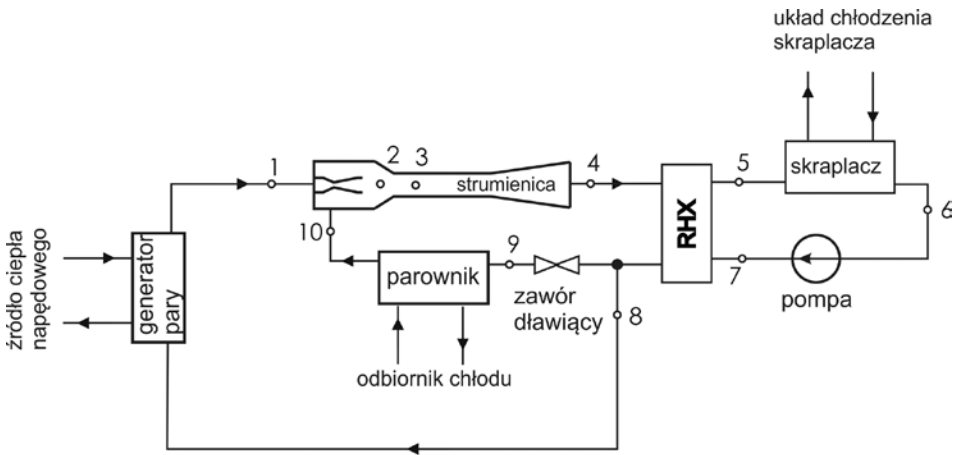 układ chłodzenia
skraplacza
1
2
3
strumienica
4
RHX
5
skraplacz
6
10
9
7
parownik
zawór
dławiący
8
pompa
źródło ciepła
napędowego
generator
pary
odbiornik chłodu